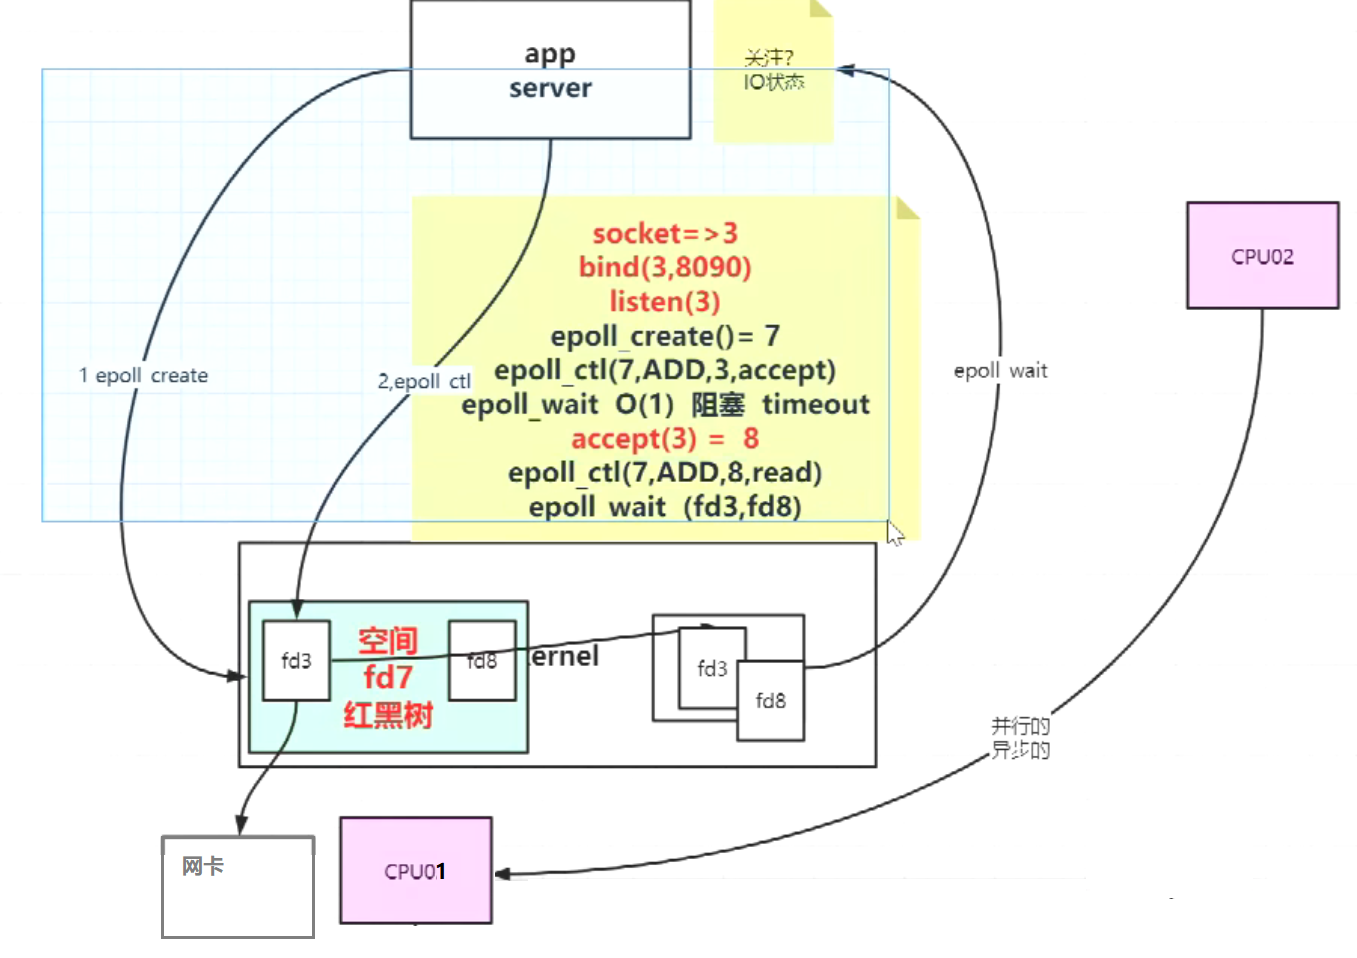 app
server
关注?
IO状态
socket=>3
bind(3,8090)
listen(3)
epoll_create()= 7
epoll_ctl(7,ADD,3,accept)
epoll_wait O(1) 阻塞 timeout
accept(3) = 8
epoll_ctl(7,ADD,8,read)
epoll wait (fd3,fd8)
1 epoll create
2,epoll ctl
epoll wait
CPU02
fd3
空间
fd7
红黑树
fd8
ernel
fd3
fd8
并行的
异步的
网卡
CPU01